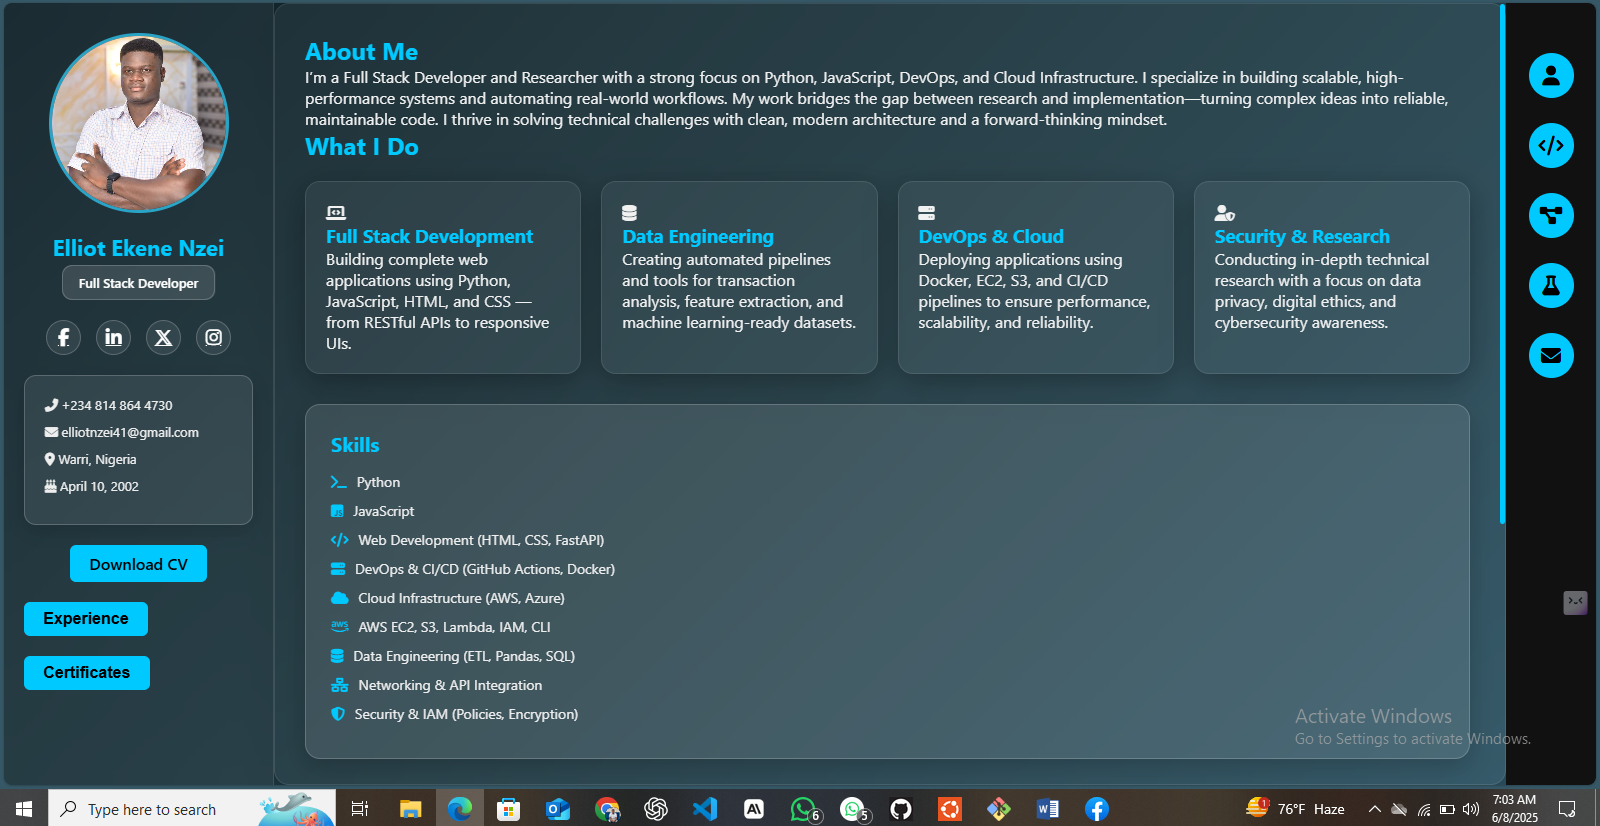 Elliot Ekene Nzei
Full Stack Developer
+234 814 864 4730
elliotnzei41@gmail.com
Warri, Nigeria
April 10, 2002
Download CV
Experience
Certificates
About Me
I'm a Full Stack Developer and Researcher with a strong focus on Python, JavaScript, DevOps, and Cloud Infrastructure. I specialize in building scalable, high-
performance systems and automating real-world workflows. My work bridges the gap between research and implementation—turning complex ideas into reliable,
maintainable code. I thrive in solving technical challenges with clean, modern architecture and a forward-thinking mindset.
What I Do
Full Stack Development
Building complete web
applications using Python,
JavaScript, HTML, and CSS —
from RESTful APIs to responsive
UIs.
Data Engineering
Creating automated pipelines
and tools for transaction
analysis, feature extraction, and
machine learning-ready datasets.
DevOps & Cloud
Deploying applications using
Docker, EC2, S3, and CI/CD
pipelines to ensure performance,
scalability, and reliability.
Security & Research
Conducting in-depth technical
research with a focus on data
privacy, digital ethics, and
cybersecurity awareness.
Skills
Python
JavaScript
Web Development (HTML, CSS, FastAPI)
DevOps & CI/CD (GitHub Actions, Docker)
Cloud Infrastructure (AWS, Azure)
aws AWS EC2, S3, Lambda, IAM, CLI
Data Engineering (ETL, Pandas, SQL)
Networking & API Integration
Security & IAM (Policies, Encryption)
Activate Windows
Go to Settings to activate Windows.
Type here to search
6
5
1
76°F Haze
7:03 AM
6/8/2025